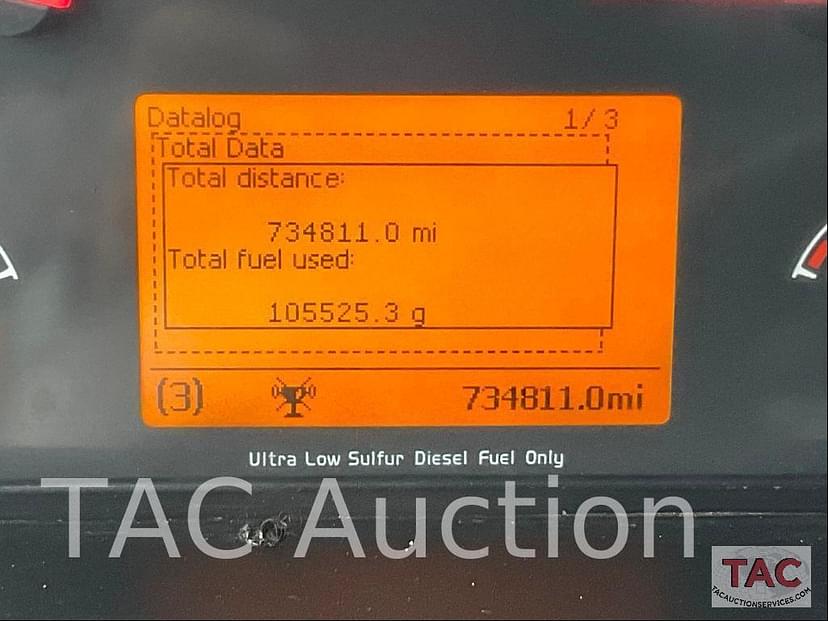 Datalog 1/ 3
Total Data
Total distance:
734811.0 mi
Total fuel used:
105525.3 g
(3) 734811.0mi
Ultra Low Sulfur Diesel Fuel Only
TAC Auction
TAC
TACAUCTIONSERVICES.COM